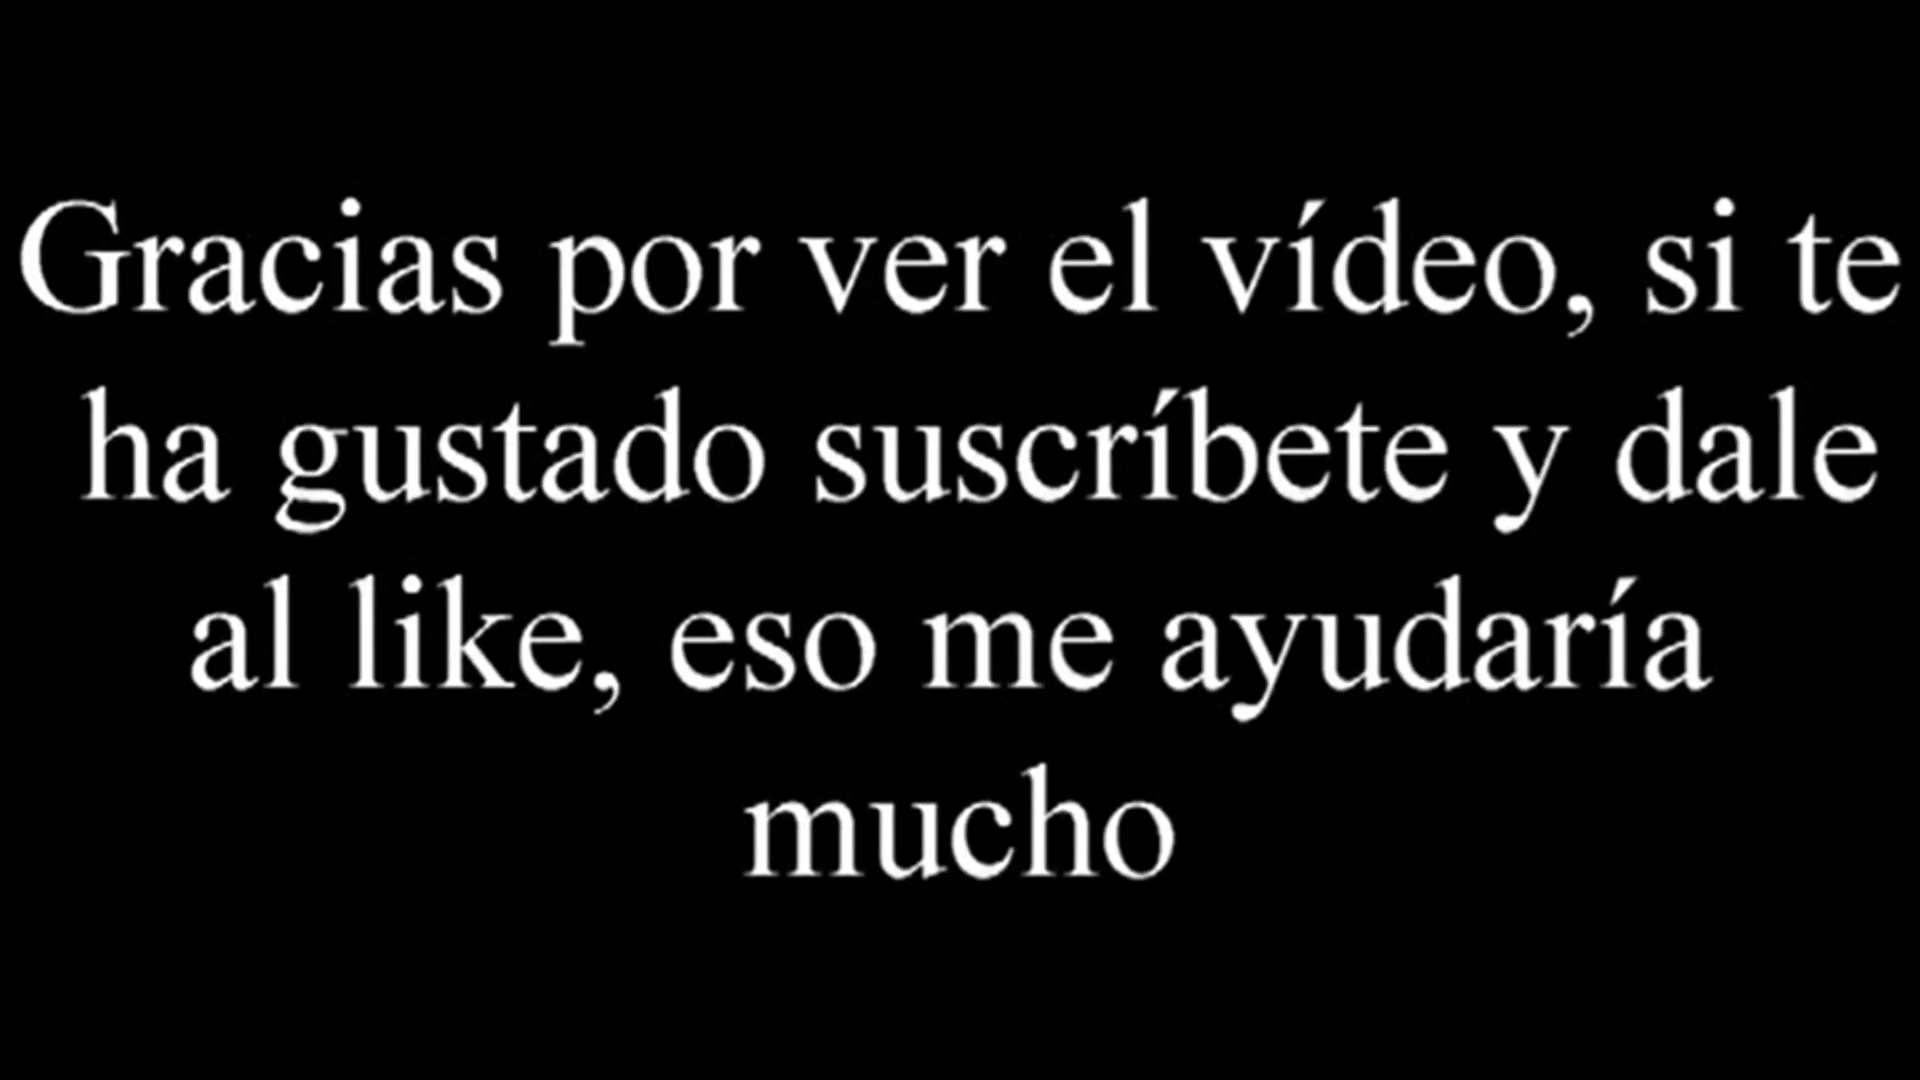 Gracias por ver el vídeo, si te
ha gustado suscríbete y dale
al like, eso me ayudaría
mucho